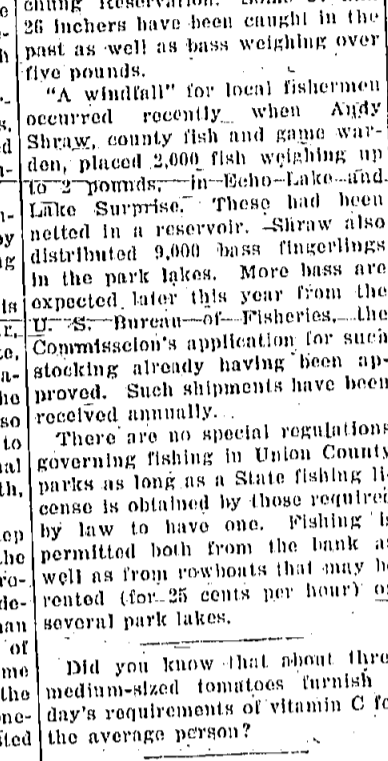 26 inchers have been caught in the
past as well as bass weighing over
five pounds.
"A windfall" for local fishermen
occurred recently when Andy
Shraw, county fish and game war-
den, placed 2,000 fish weighing up
to 2 pounds, in Echo Lake and
Lake Surprise. These had been
netted in a reservoir. Shraw also
distributed 9,000 bass fingerlings
in the park lakes. More bass are
expected later this year from the
U. S. Bureau of Fisheries, the
Commisscion's application for such
stocking already having been ap-
proved. Such shipments have been
received annually.
There are no special regulations
governing fishing in Union County
parks as long as a State fishing li-
cense is obtained by those required
by law to have one. Fishing is
permitted both from the bank as
well as from rowboats that may be
rented (for 25 cents per hour) on
several park lakes.
Did you know that about thre
medium-sized tomatoes furnish
day's requirements of vitamin C fo
the average person?